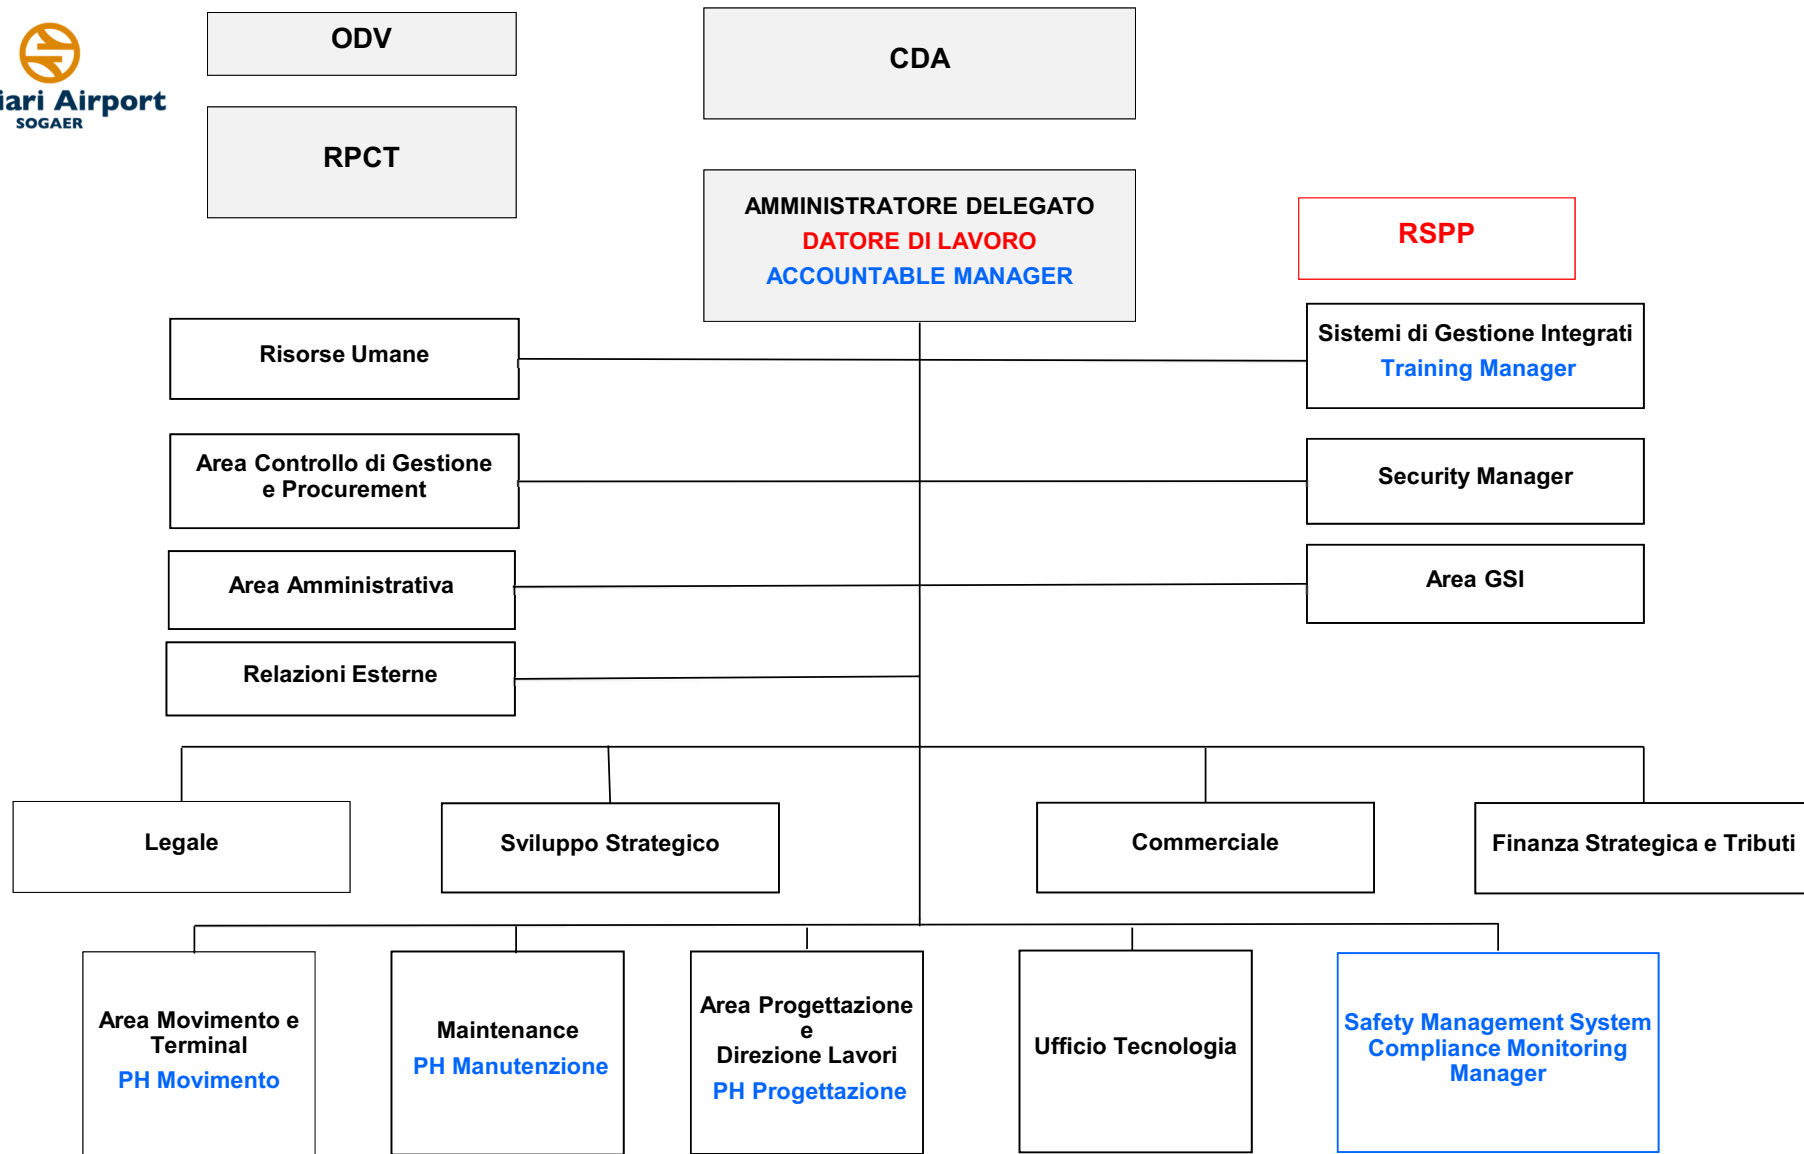 ODV
CDA
iari Airport
SOGAER
RPCT
AMMINISTRATORE DELEGATO
DATORE DI LAVORO
ACCOUNTABLE MANAGER
RSPP
Risorse Umane
Sistemi di Gestione Integrati
Training Manager
Area Controllo di Gestione
e Procurement
Security Manager
Area Amministrativa
Area GSI
Relazioni Esterne
Legale
Sviluppo Strategico
Commerciale
Finanza Strategica e Tributi
Area Movimento e
Terminal
PH Movimento
Maintenance
PH Manutenzione
Area Progettazione
e
Direzione Lavori
PH Progettazione
Ufficio Tecnologia
Safety Management System
Compliance Monitoring
Manager